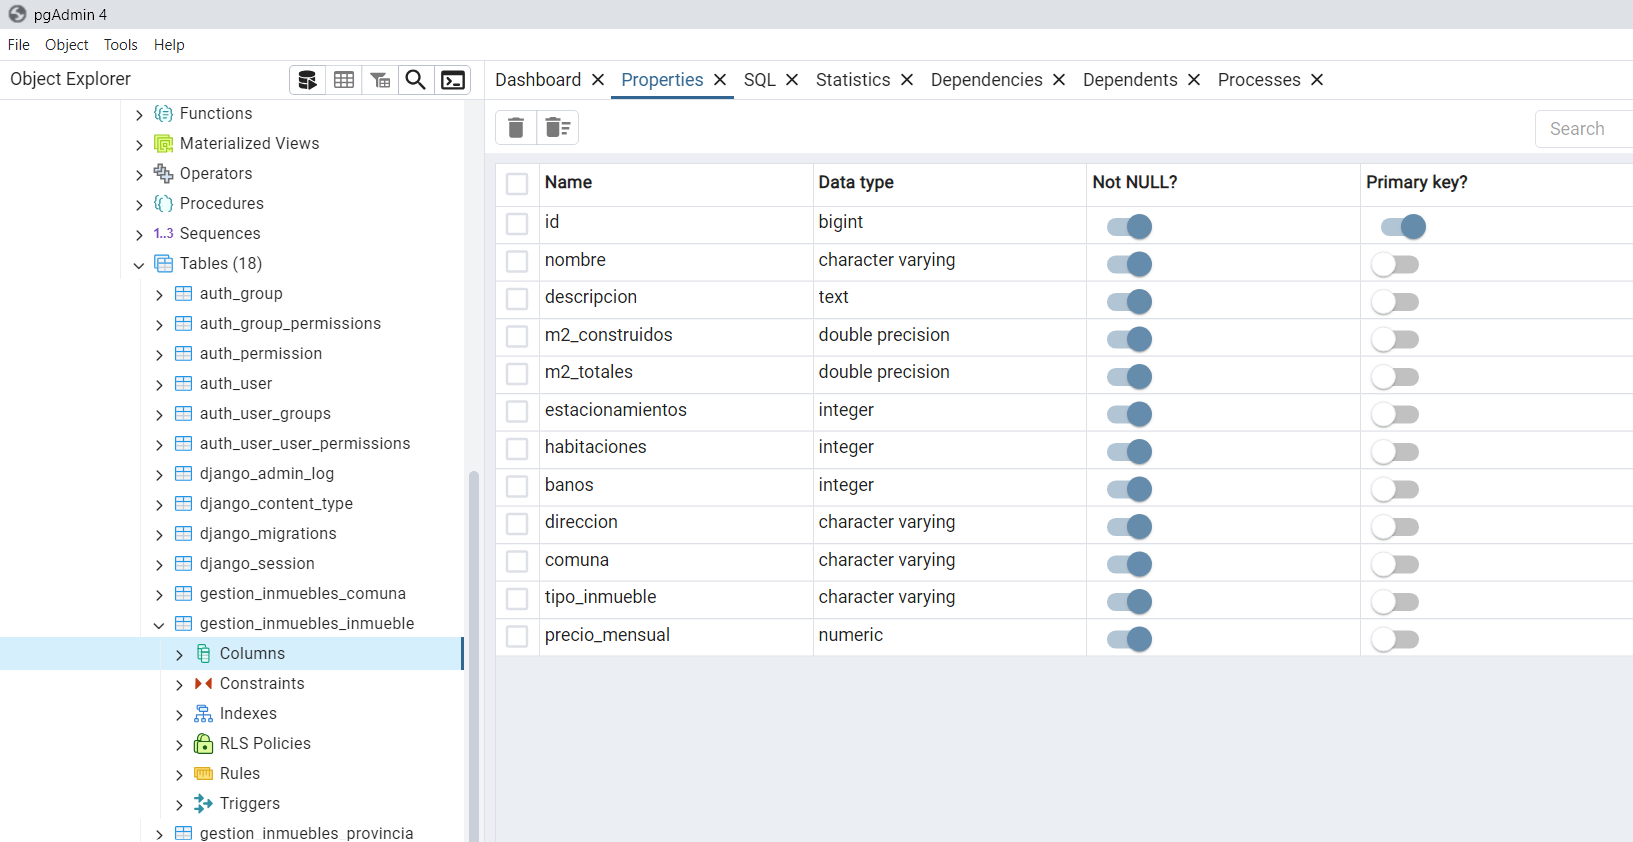 pgAdmin 4
File Object Tools Help
Object Explorer
Functions
Materialized Views
Operators
Procedures
1..3 Sequences
Tables (18)
auth_group
auth_group_permissions
auth_permission
auth_user
auth_user_groups
auth_user_user_permissions
django_admin_log
django_content_type
django_migrations
django_session
gestion_inmuebles_comuna
gestion_inmuebles_inmueble
Columns
Constraints
Indexes
RLS Policies
Rules
Triggers
gestion_inmuebles_provincia
Dashboard Properties SQL Statistics Dependencies Dependents Processes
Search
Name Data type Not NULL? Primary key?
id bigint
nombre character varying
descripcion text
m2_construidos double precision
m2_totales double precision
estacionamientos integer
habitaciones integer
banos integer
direccion character varying
comuna character varying
tipo_inmueble character varying
precio_mensual numeric